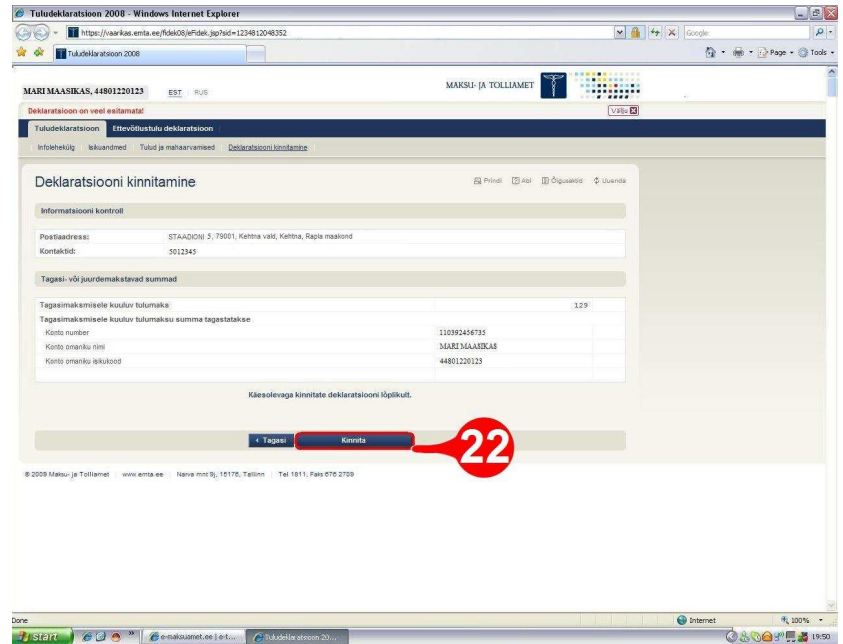 Tuludeklaratsioon 2008 - Windows Internet Explorer
https://vaarikas.emta.ee/fidek08/eFidek.jsp?sid=1234812048352
Google
Tuludeklaratsioon 2008
Page Tools
MARI MAASIKAS, 44801220123 EST RUS MAKSU- JA TOLLIAMET
Deklaratsioon on veel esitamata! Välju
Tuludeklaratsioon Ettevõtlustulu deklaratsioon
Infolehekülg Isikuandmed Tulud ja mahaarvamised Deklaratsiooni kinnitamine
Deklaratsiooni kinnitamine Prindi Abi Õigusaktid Uuenda
Informatsiooni kontroll
Postiaadress: STAADIONI 5, 79001, Kehtna vald, Kehtna, Rapla maakond
Kontaktid: 5012345
Tagasi- või juurdemakstavad summad
Tagasimaksmisele kuuluv tulumaks 129
Tagasimaksmisele kuuluv tulumaksu summa tagastatakse
Konto number 110392456735
Konto omaniku nimi MARI MAASIKAS
Konto omaniku isikukood 44801220123
Käesolevaga kinnitate deklaratsiooni lõplikult.
Tagasi Kinnita
22
© 2009 Maksu- ja Tolliamet www.emta.ee Narva mnt 9j, 15176, Tallinn Tel 1811, Faks 676 2709
Done Internet 100%
start e-maksuamet.ee | e-t... Tuludeklaratsioon 20... 19:50